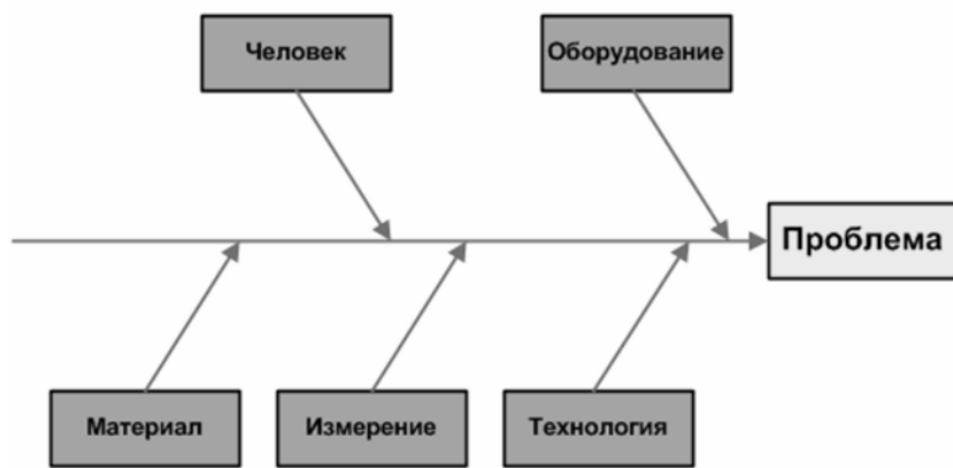 Человек
Оборудование
Проблема
Материал
Измерение
Технология